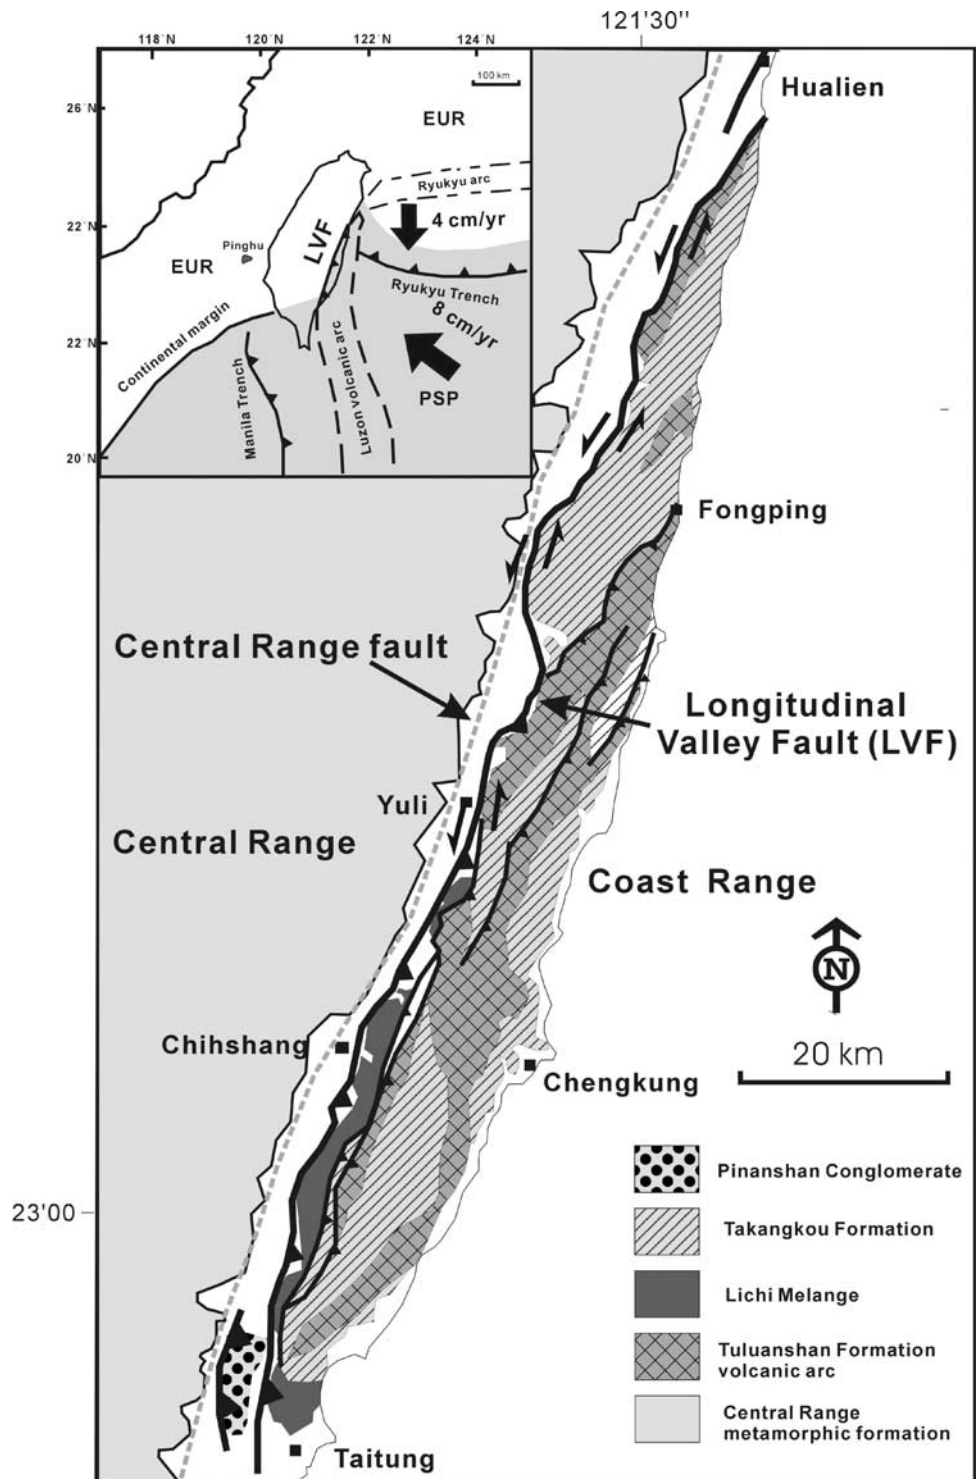 121'30"
118°N 120°N 122°N 124°N
100 km
26°N
EUR
Hualien
Ryukyu arc
22°N
4 cm/yr
LVF
Pinghu
EUR
Ryukyu Trench
8 cm/yr
Continental margin
22°N
Manila Trench
Luzon volcanic arc
PSP
20°N
Fongping
Central Range fault
Longitudinal
Valley Fault (LVF)
Yuli
Central Range
Coast Range
N
Chihshang
20 km
Chengkung
Pinanshan Conglomerate
23'00
Takangkou Formation
Lichi Melange
Tuluanshan Formation
volcanic arc
Central Range
metamorphic formation
Taitung